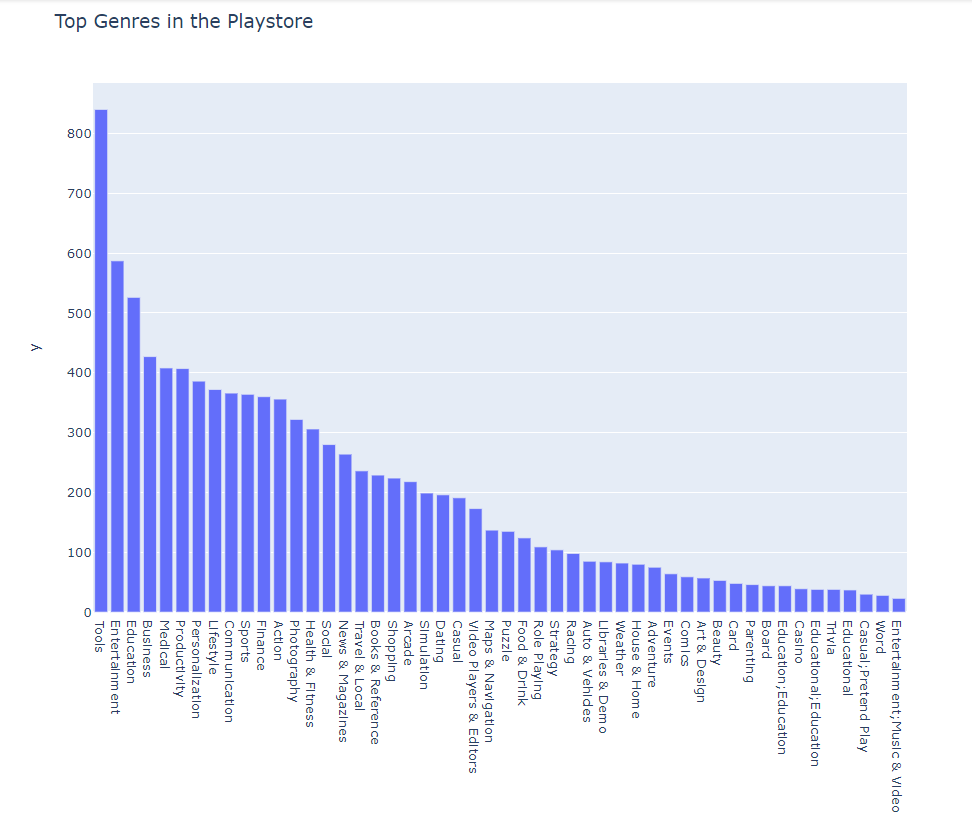 Top Genres in the Playstore
y
800
700
600
500
400
300
200
100
0
Tools
Entertainment
Education
Business
Medical
Productivity
Personalization
Lifestyle
Communication
Sports
Finance
Action
Photography
Health & Fitness
Social
News & Magazines
Travel & Local
Books & Reference
Shopping
Arcade
Simulation
Dating
Casual
Video Players & Editors
Maps & Navigation
Puzzle
Food & Drink
Role Playing
Strategy
Racing
Auto & Vehicles
Libraries & Demo
Weather
House & Home
Adventure
Events
Comics
Art & Design
Beauty
Card
Parenting
Board
Education;Education
Casino
Educational;Education
Trivia
Educational
Casual;Pretend Play
Word
Entertainment;Music & Video